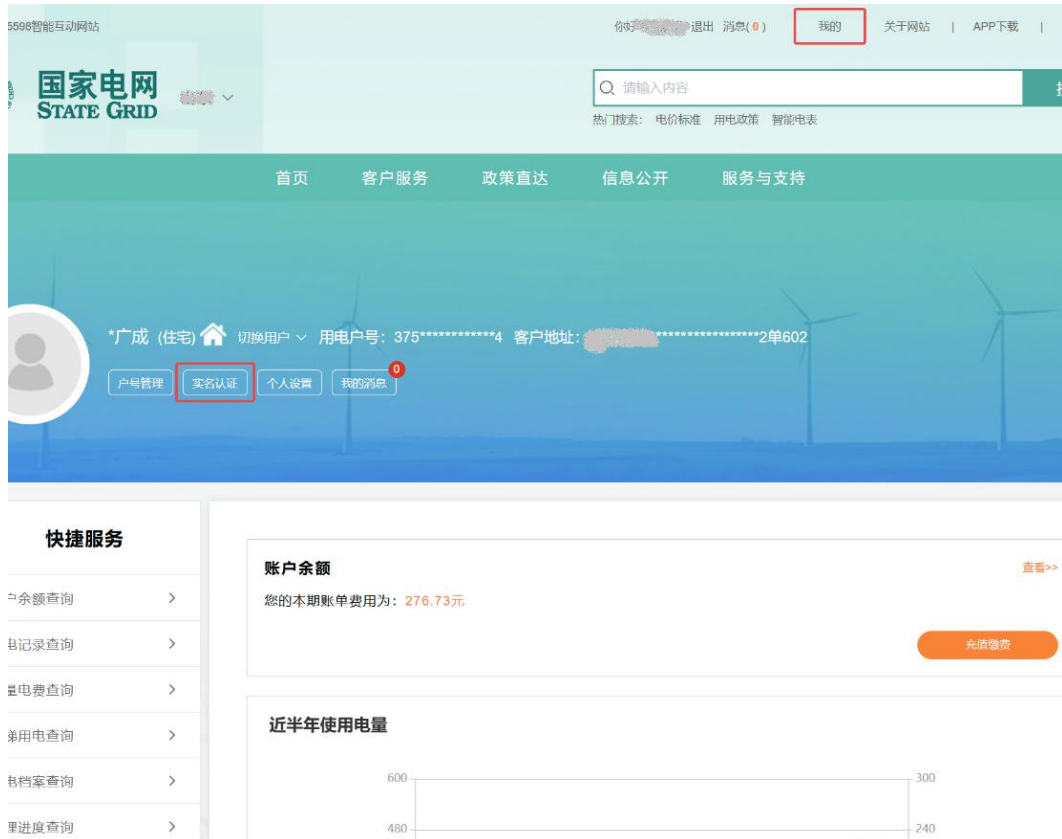 5598智能互动网站
你好 退出 消息(0) 我的 关于网站 | APP下载 |
国家电网
STATE GRID
请输入内容
热门搜索: 电价标准 用电政策 智能电表
首页 客户服务 政策直达 信息公开 服务与支持
*广成 (住宅) 切换用户 用电户号: 375************4 客户地址: ******************2单602
户号管理 实名认证 个人设置 我的消息 0
快捷服务
账户余额
查看>>
户余额查询
您的本期账单费用为: 276.73元
电记录查询
充值缴费
量电费查询
近半年使用电量
梯用电查询
电档案查询
600 300
理进度查询
480 240